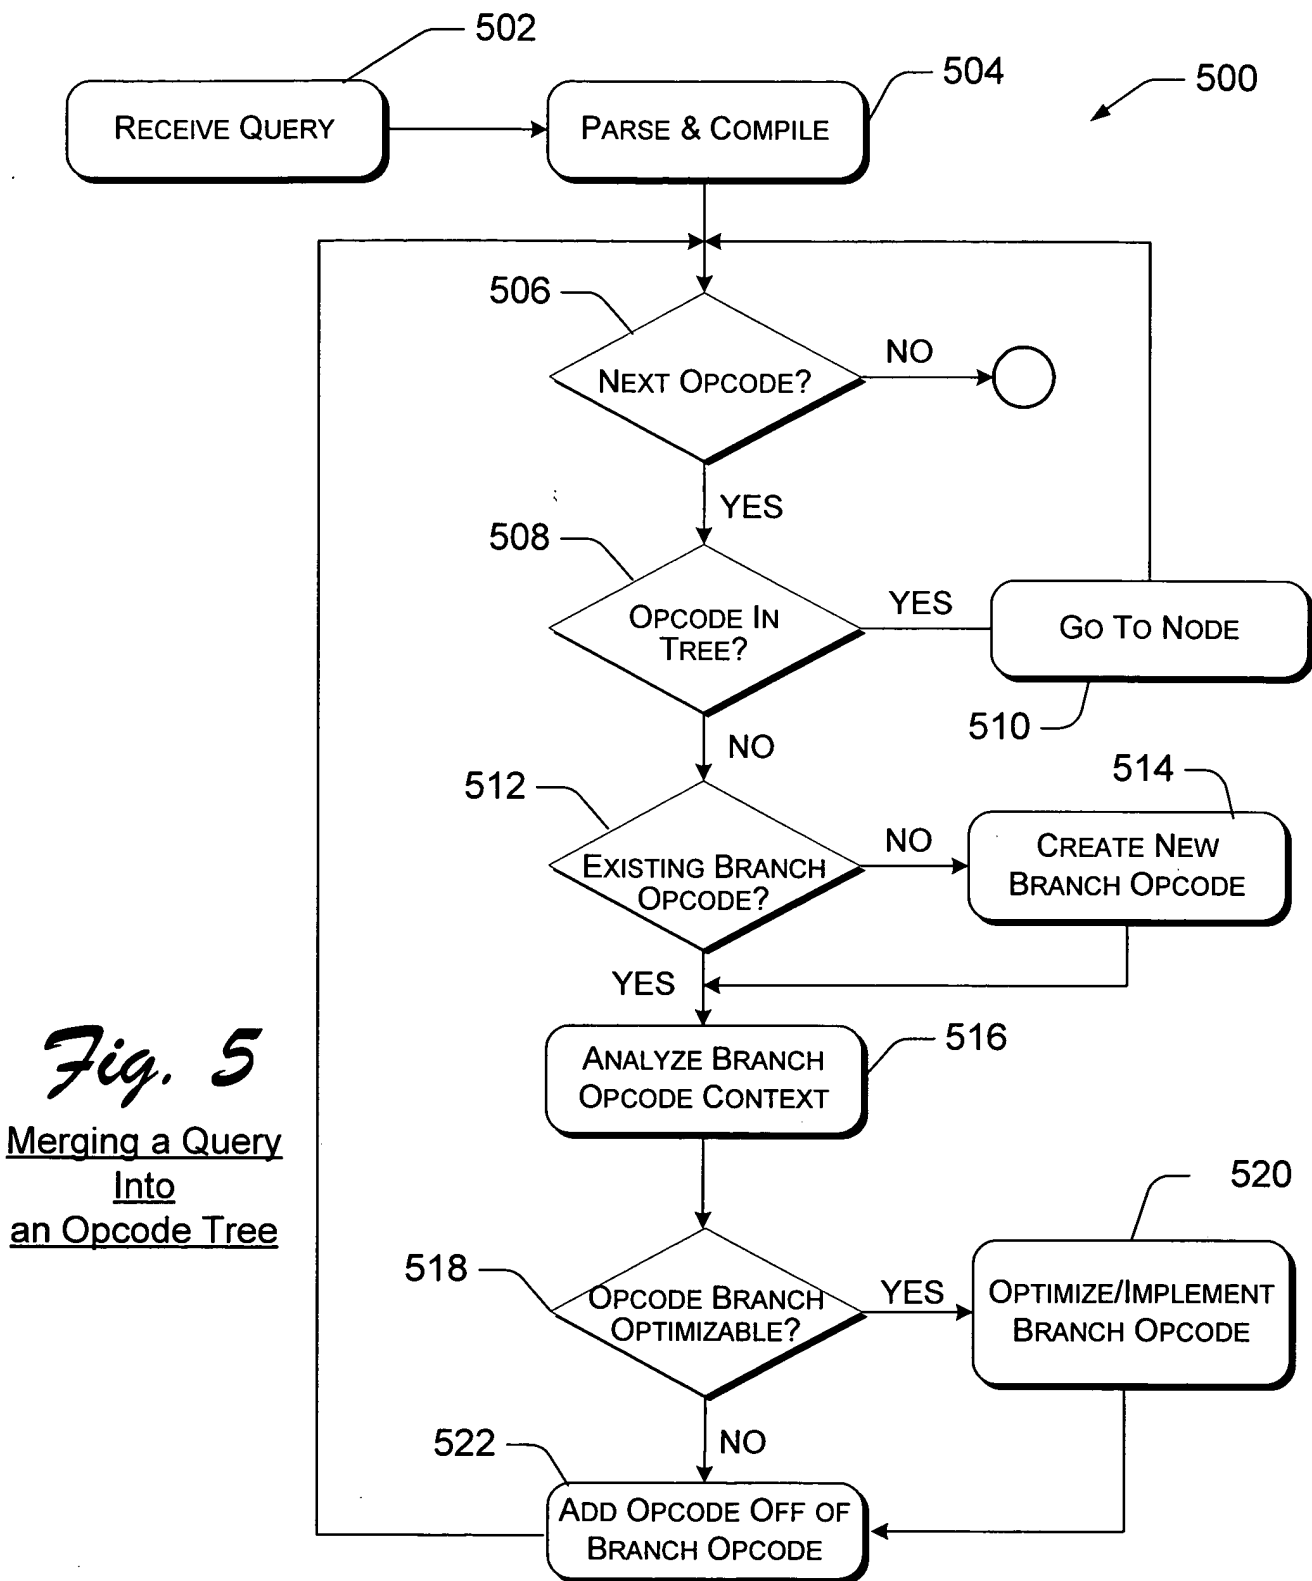 502
504
500
RECEIVE QUERY
PARSE & COMPILE
506
NO
NEXT OPCODE?
YES
508
YES
OPCODE IN
TREE?
GO TO NODE
510
NO
512
514
NO
CREATE NEW
BRANCH OPCODE
EXISTING BRANCH
OPCODE?
YES
516
ANALYZE BRANCH
OPCODE CONTEXT
Fig. 5
Merging a Query
Into
an Opcode Tree
520
518
YES
OPCODE BRANCH
OPTIMIZABLE?
OPTIMIZE/IMPLEMENT
BRANCH OPCODE
NO
522
ADD OPCODE OFF OF
BRANCH OPCODE